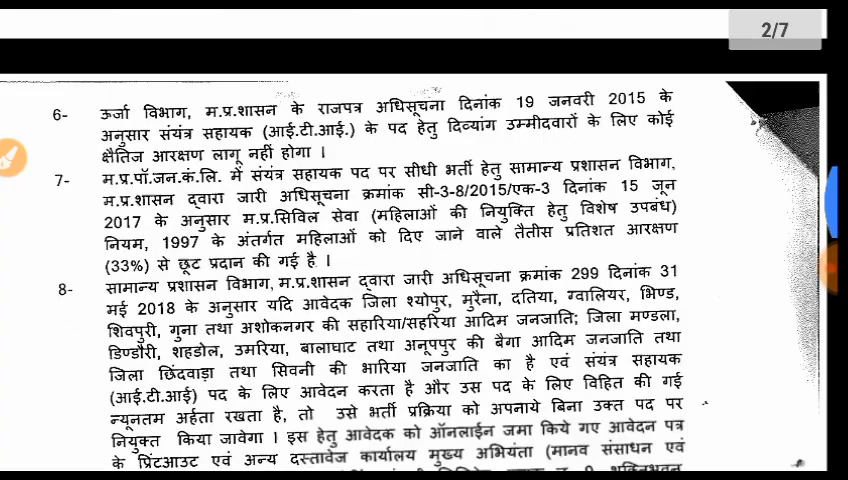 2/7
6- ऊर्जा विभाग, म.प्र.शासन के राजपत्र अधिसूचना दिनांक 19 जनवरी 2015 के
अनुसार संयंत्र सहायक (आई.टी.आई.) के पद हेतु दिव्यांग उम्मीदवारों के लिए कोई
क्षैतिज आरक्षण लागू नहीं होगा ।
7- म.प्र.पॉ.जन.कं.लि. में संयंत्र सहायक पद पर सीधी भर्ती हेतु सामान्य प्रशासन विभाग,
म.प्र.शासन द्वारा जारी अधिसूचना क्रमांक सी-3-8/2015/एक-3 दिनांक 15 जून
2017 के अनुसार म.प्र.सिविल सेवा (महिलाओं की नियुक्ति हेतु विशेष उपबंध)
नियम, 1997 के अंतर्गत महिलाओं को दिए जाने वाले तैतीस प्रतिशत आरक्षण
(33%) से छूट प्रदान की गई है ।
8- सामान्य प्रशासन विभाग, म.प्र.शासन द्वारा जारी अधिसूचना क्रमांक 299 दिनांक 31
मई 2018 के अनुसार यदि आवेदक जिला श्योपुर, मुरैना, दतिया, ग्वालियर, भिण्ड,
शिवपुरी, गुना तथा अशोकनगर की सहारिया/सहरिया आदिम जनजाति; जिला मण्डला,
डिण्डौरी, शहडोल, उमरिया, बालाघाट तथा अनूपपुर की बैगा आदिम जनजाति तथा
जिला छिंदवाड़ा तथा सिवनी की भारिया जनजाति का है एवं संयंत्र सहायक
(आई.टी.आई) पद के लिए आवेदन करता है और उस पद के लिए विहित की गई
न्यूनतम अर्हता रखता है, तो उसे भर्ती प्रक्रिया को अपनाये बिना उक्त पद पर
नियुक्त किया जावेगा । इस हेतु आवेदक को ऑनलाईन जमा किये गए आवेदन पत्र
के प्रिंटआउट एवं अन्य दस्तावेज कार्यालय मुख्य अभियंता (मानव संसाधन एवं